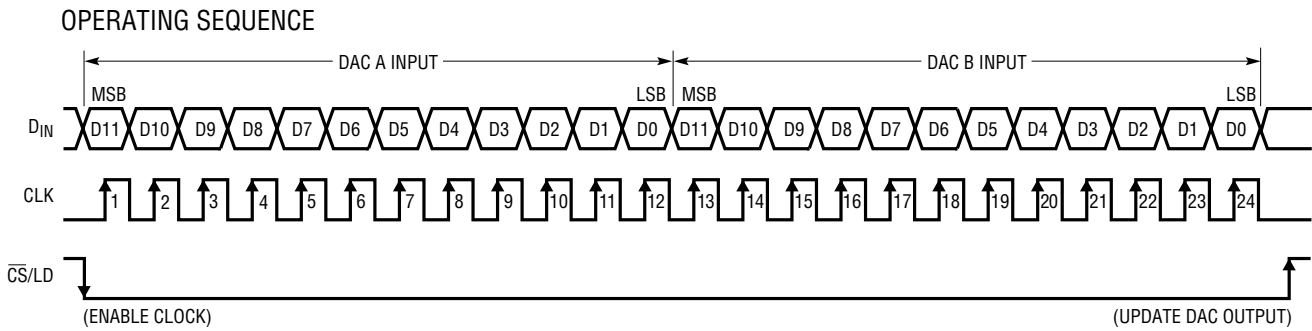 OPERATING SEQUENCE
DAC A INPUT DAC B INPUT
MSB LSB MSB LSB
DIN D11 D10 D9 D8 D7 D6 D5 D4 D3 D2 D1 D0 D11 D10 D9 D8 D7 D6 D5 D4 D3 D2 D1 D0
CLK 1 2 3 4 5 6 7 8 9 10 11 12 13 14 15 16 17 18 19 20 21 22 23 24
C̅S̅/LD
(ENABLE CLOCK) (UPDATE DAC OUTPUT)